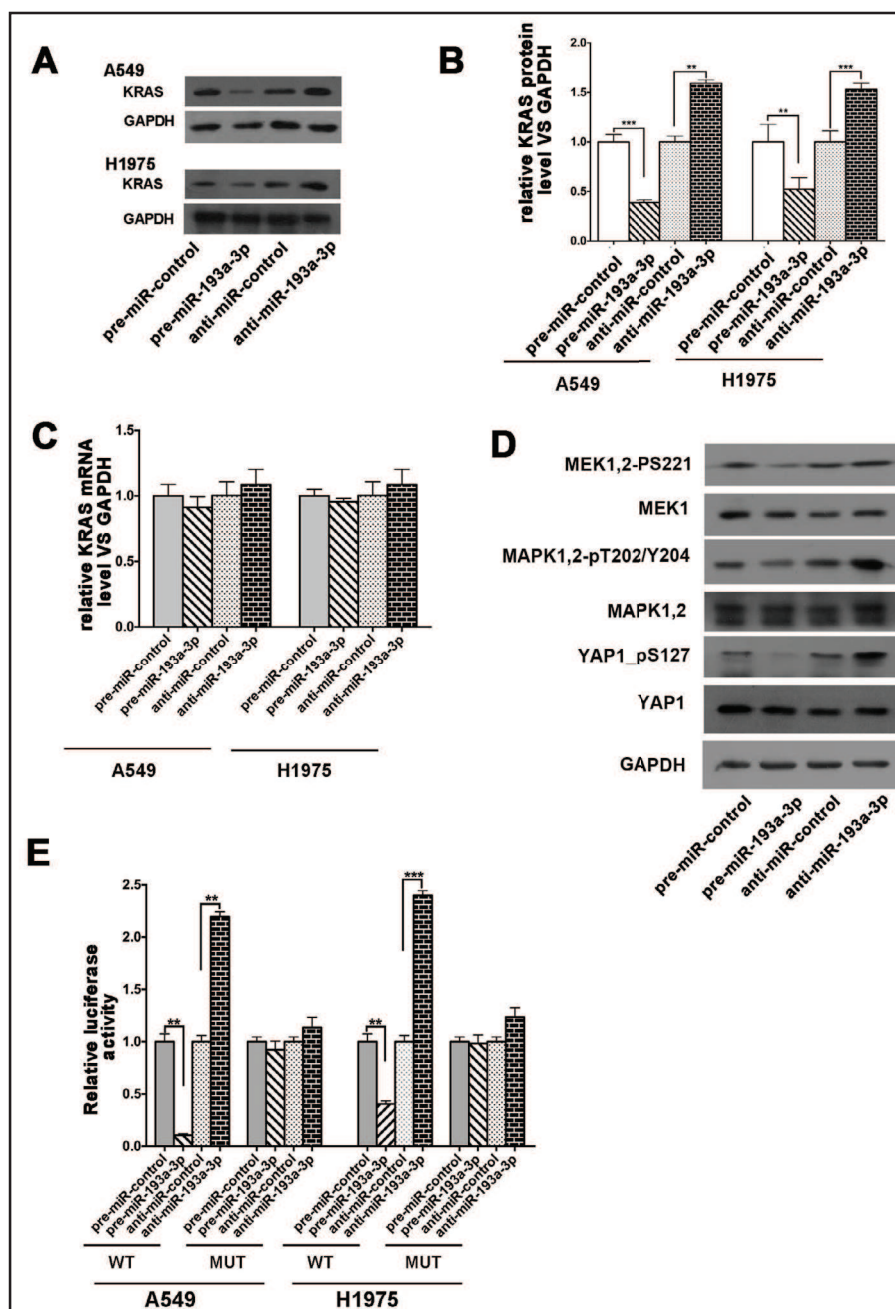 A
A549
KRAS
GAPDH
H1975
KRAS
GAPDH
pre-miR-control
pre-miR-193a-3p
anti-miR-control
anti-miR-193a-3p
B
relative KRAS protein
level VS GAPDH
2.0
1.5
1.0
0.5
0.0
***
**
**
***
pre-miR-control
pre-miR-193a-3p
anti-miR-control
anti-miR-193a-3p
pre-miR-control
pre-miR-193a-3p
anti-miR-control
anti-miR-193a-3p
A549
H1975
C
relative KRAS mRNA
level VS GAPDH
1.5
1.0
0.5
0.0
pre-miR-control
pre-miR-193a-3p
anti-miR-control
anti-miR-193a-3p
pre-miR-control
pre-miR-193a-3p
anti-miR-control
anti-miR-193a-3p
A549
H1975
D
MEK1,2-PS221
MEK1
MAPK1,2-pT202/Y204
MAPK1,2
YAP1_pS127
YAP1
GAPDH
pre-miR-control
pre-miR-193a-3p
anti-miR-control
anti-miR-193a-3p
E
Relative luciferase
activity
2.5
2.0
1.5
1.0
0.5
0.0
**
**
**
***
pre-miR-control
pre-miR-193a-3p
anti-miR-control
anti-miR-193a-3p
pre-miR-control
pre-miR-193a-3p
anti-miR-control
anti-miR-193a-3p
pre-miR-control
pre-miR-193a-3p
anti-miR-control
anti-miR-193a-3p
pre-miR-control
pre-miR-193a-3p
anti-miR-control
anti-miR-193a-3p
WT
MUT
WT
MUT
A549
H1975